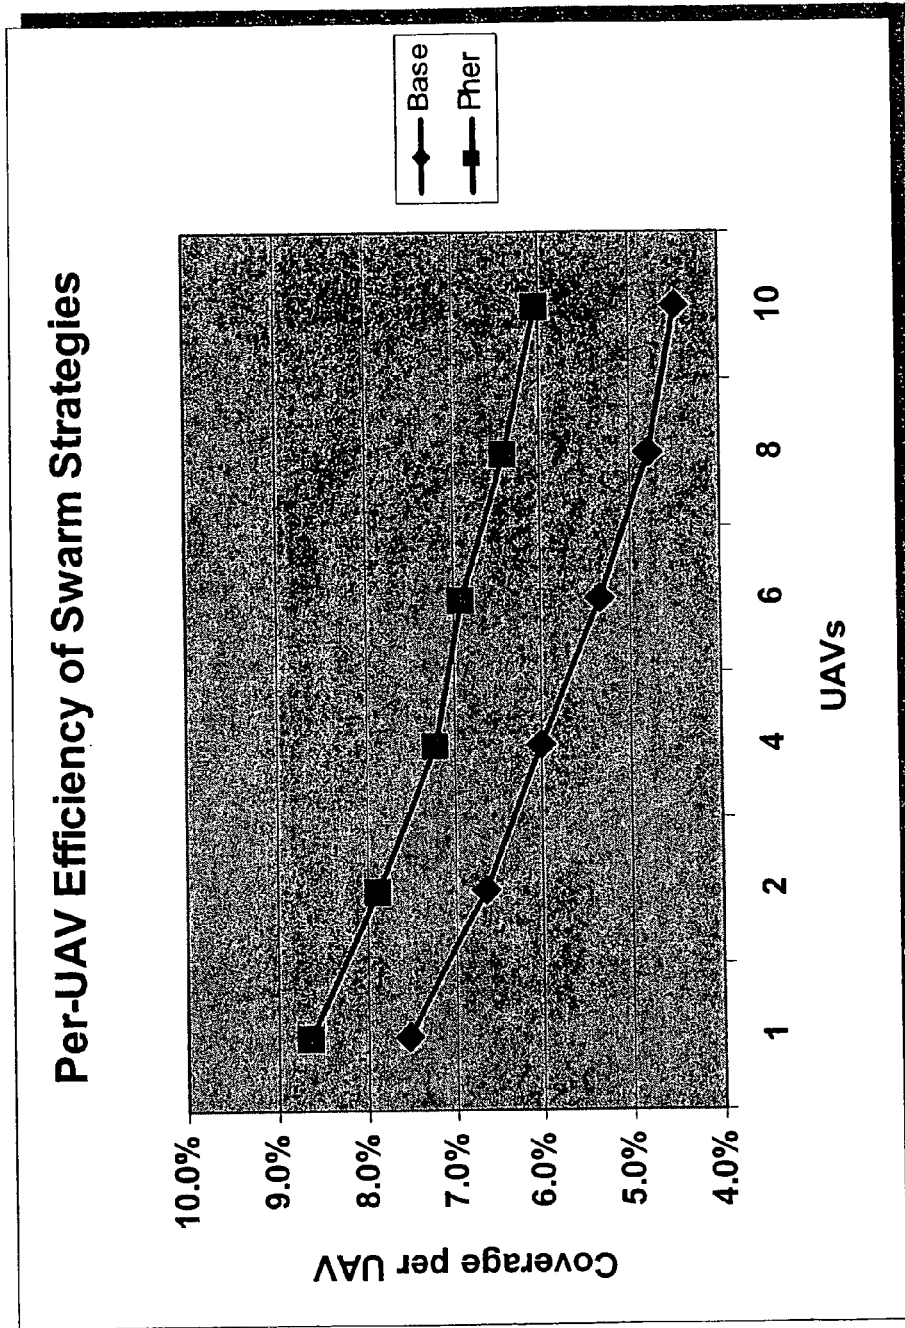 Per-UAV Efficiency of Swarm Strategies
10.0%
9.0%
8.0%
7.0%
6.0%
5.0%
4.0%
Coverage per UAV
1
2
4
6
8
10
UAVs
Base
Pher